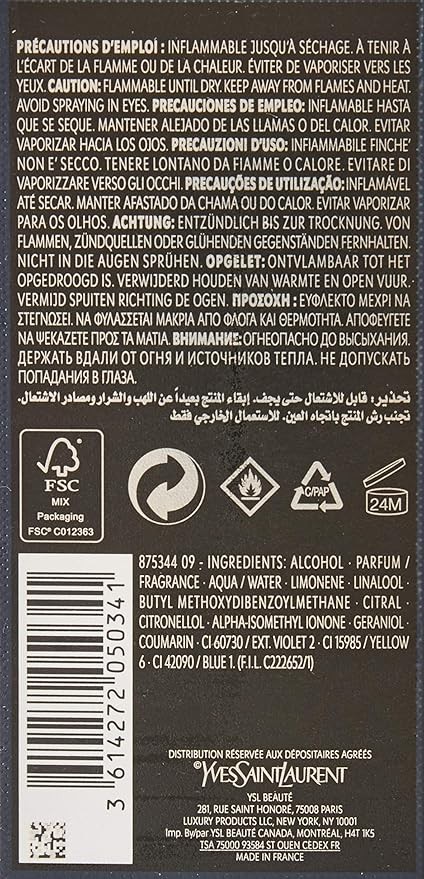 PRÉCAUTIONS D'EMPLOI : INFLAMMABLE JUSQU'À SÉCHAGE. À TENIR À
L'ÉCART DE LA FLAMME OU DE LA CHALEUR. ÉVITER DE VAPORISER VERS LES
YEUX. CAUTION: FLAMMABLE UNTIL DRY. KEEP AWAY FROM FLAMES AND HEAT.
AVOID SPRAYING IN EYES. PRECAUCIONES DE EMPLEO: INFLAMABLE HASTA
QUE SE SEQUE. MANTENER ALEJADO DE LAS LLAMAS O DEL CALOR. EVITAR
VAPORIZAR HACIA LOS OJOS. PRECAUZIONI D'USO: INFIAMMABILE FINCHE'
NON E' SECCO. TENERE LONTANO DA FIAMME O CALORE. EVITARE DI
VAPORIZZARE VERSO GLI OCCHI. PRECAUÇÕES DE UTILIZAÇÃO: INFLAMÁVEL
ATÉ SECAR. MANTER AFASTADO DA CHAMA OU DO CALOR. EVITAR VAPORIZAR
PARA OS OLHOS. ACHTUNG: ENTZÜNDLICH BIS ZUR TROCKNUNG. VON
FLAMMEN, ZÜNDQUELLEN ODER GLÜHENDEN GEGENSTÄNDEN FERNHALTEN.
NICHT IN DIE AUGEN SPRÜHEN. OPGELET: ONTVLAMBAAR TOT HET
OPGEDROOGD IS. VERWIJDERD HOUDEN VAN WARMTE EN OPEN VUUR.
VERMIJD SPUITEN RICHTING DE OGEN. ΠΡΟΣΟΧΗ : ΕΥΦΛΕΚΤΟ ΜΕΧΡΙ ΝΑ
ΣΤΕΓΝΩΣΕΙ. ΝΑ ΦΥΛΑΣΣΕΤΑΙ ΜΑΚΡΙΑ ΑΠΟ ΦΛΟΓΑ ΚΑΙ ΘΕΡΜΟΤΗΤΑ. ΑΠΟΦΕΥΓΕΤΕ
ΝΑ ΨΕΚΑΖΕΤΕ ΠΡΟΣ ΤΑ ΜΑΤΙΑ. ВНИМАНИЕ: ОГНЕОПАСНО ДО ВЫСЫХАНИЯ.
ДЕРЖАТЬ ВДАЛИ ОТ ОГНЯ И ИСТОЧНИКОВ ТЕПЛА. НЕ ДОПУСКАТЬ
ПОПАДАНИЯ В ГЛАЗА.
تحذير: قابل للاشتعال حتى يجف. إبقاء المنتج بعيداً عن اللهب والشرار ومصادر الاشتعال.
تجنب رش المنتج باتجاه العين. للاستعمال الخارجي فقط
FSC
MIX
Packaging
FSC® C012363
C/PAP
24M
875344 09 - INGREDIENTS: ALCOHOL · PARFUM /
FRAGRANCE · AQUA / WATER · LIMONENE · LINALOOL ·
BUTYL METHOXYDIBENZOYLMETHANE · CITRAL ·
CITRONELLOL · ALPHA-ISOMETHYL IONONE · GERANIOL ·
COUMARIN · CI 60730 / EXT. VIOLET 2 · CI 15985 / YELLOW
6 · CI 42090 / BLUE 1. (F.I.L. C222652/1)
3 614272 050341
DISTRIBUTION RÉSERVÉE AUX DÉPOSITAIRES AGRÉÉS
©YVESSAINTLAURENT
YSL BEAUTÉ
281, RUE SAINT HONORÉ, 75008 PARIS
LUXURY PRODUCTS LLC, NEW YORK, NY 10001
Imp. By/par YSL BEAUTÉ CANADA, MONTRÉAL, H4T 1K5
TSA 75000 93584 ST OUEN CÉDEX FR
MADE IN FRANCE